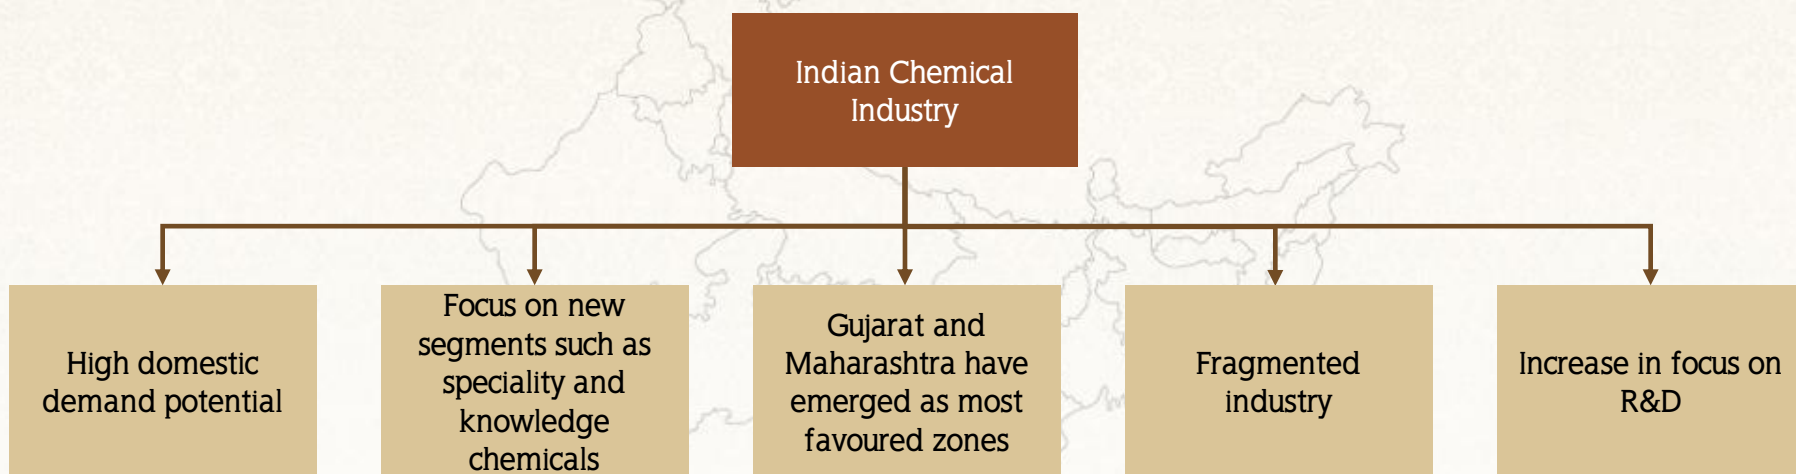 Indian Chemical
Industry
High domestic
demand potential
Focus on new
segments such as
speciality and
knowledge
chemicals
Gujarat and
Maharashtra have
emerged as most
favoured zones
Fragmented
industry
Increase in focus on
R&D